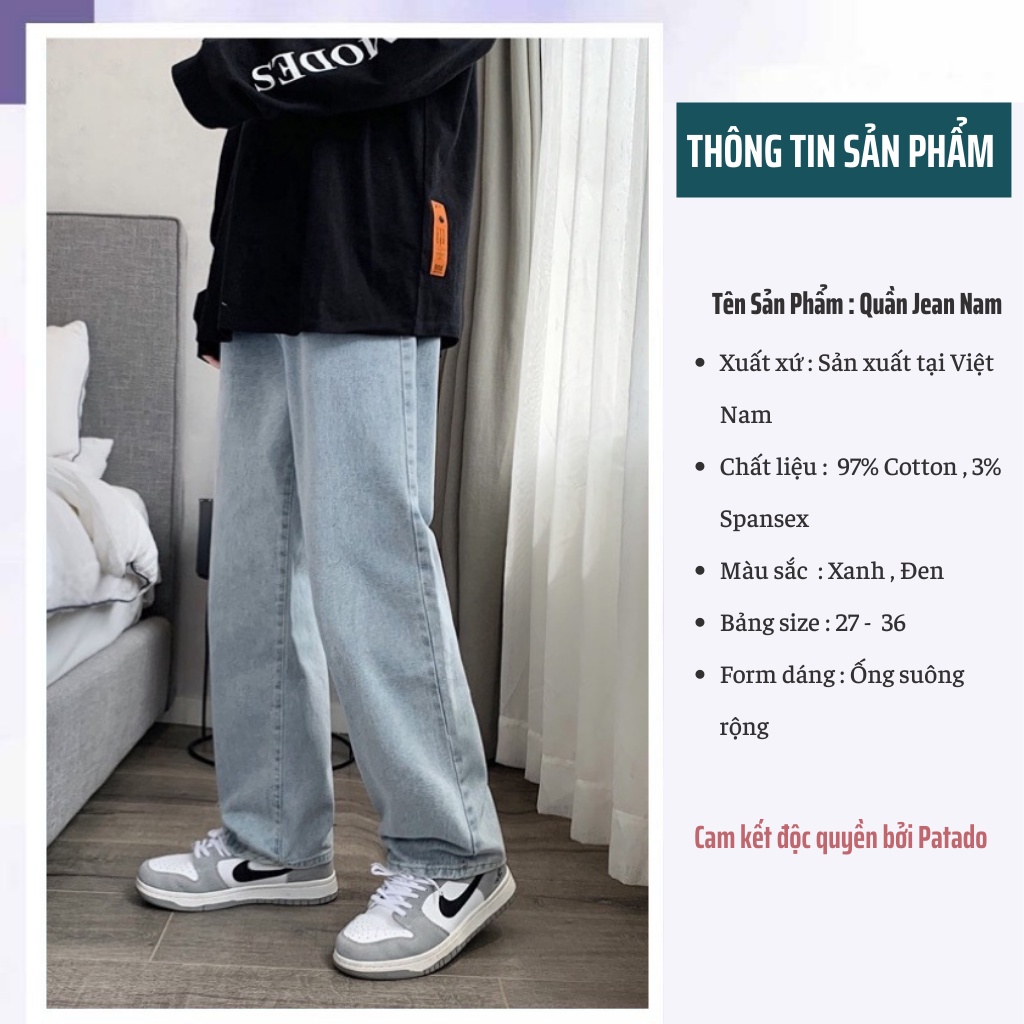 MODES
THÔNG TIN SẢN PHẨM
Tên Sản Phẩm : Quần Jean Nam
• Xuất xứ : Sản xuất tại Việt
Nam
• Chất liệu : 97% Cotton , 3%
Spansex
• Màu sắc : Xanh , Đen
• Bảng size : 27 - 36
• Form dáng : Ống suông
rộng
Cam kết độc quyền bởi Patado